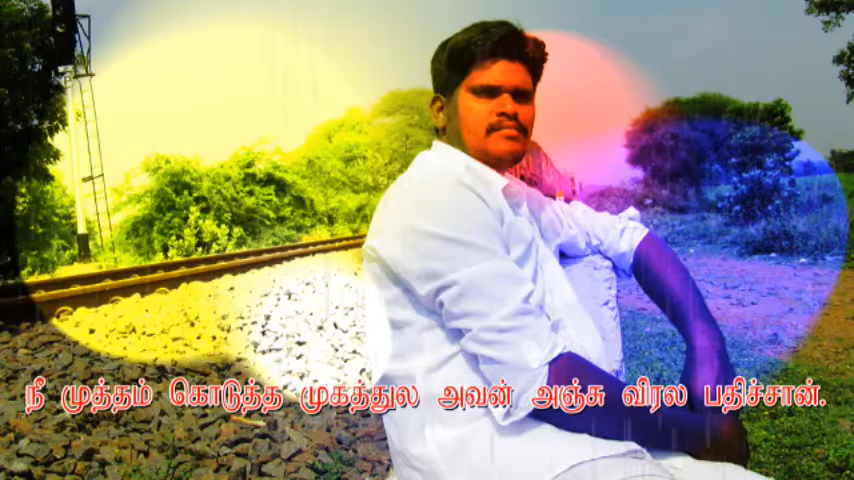 நீ முத்தம் கொடுத்த முகத்துல அவன் அஞ்சு விரல பதிச்சான்.